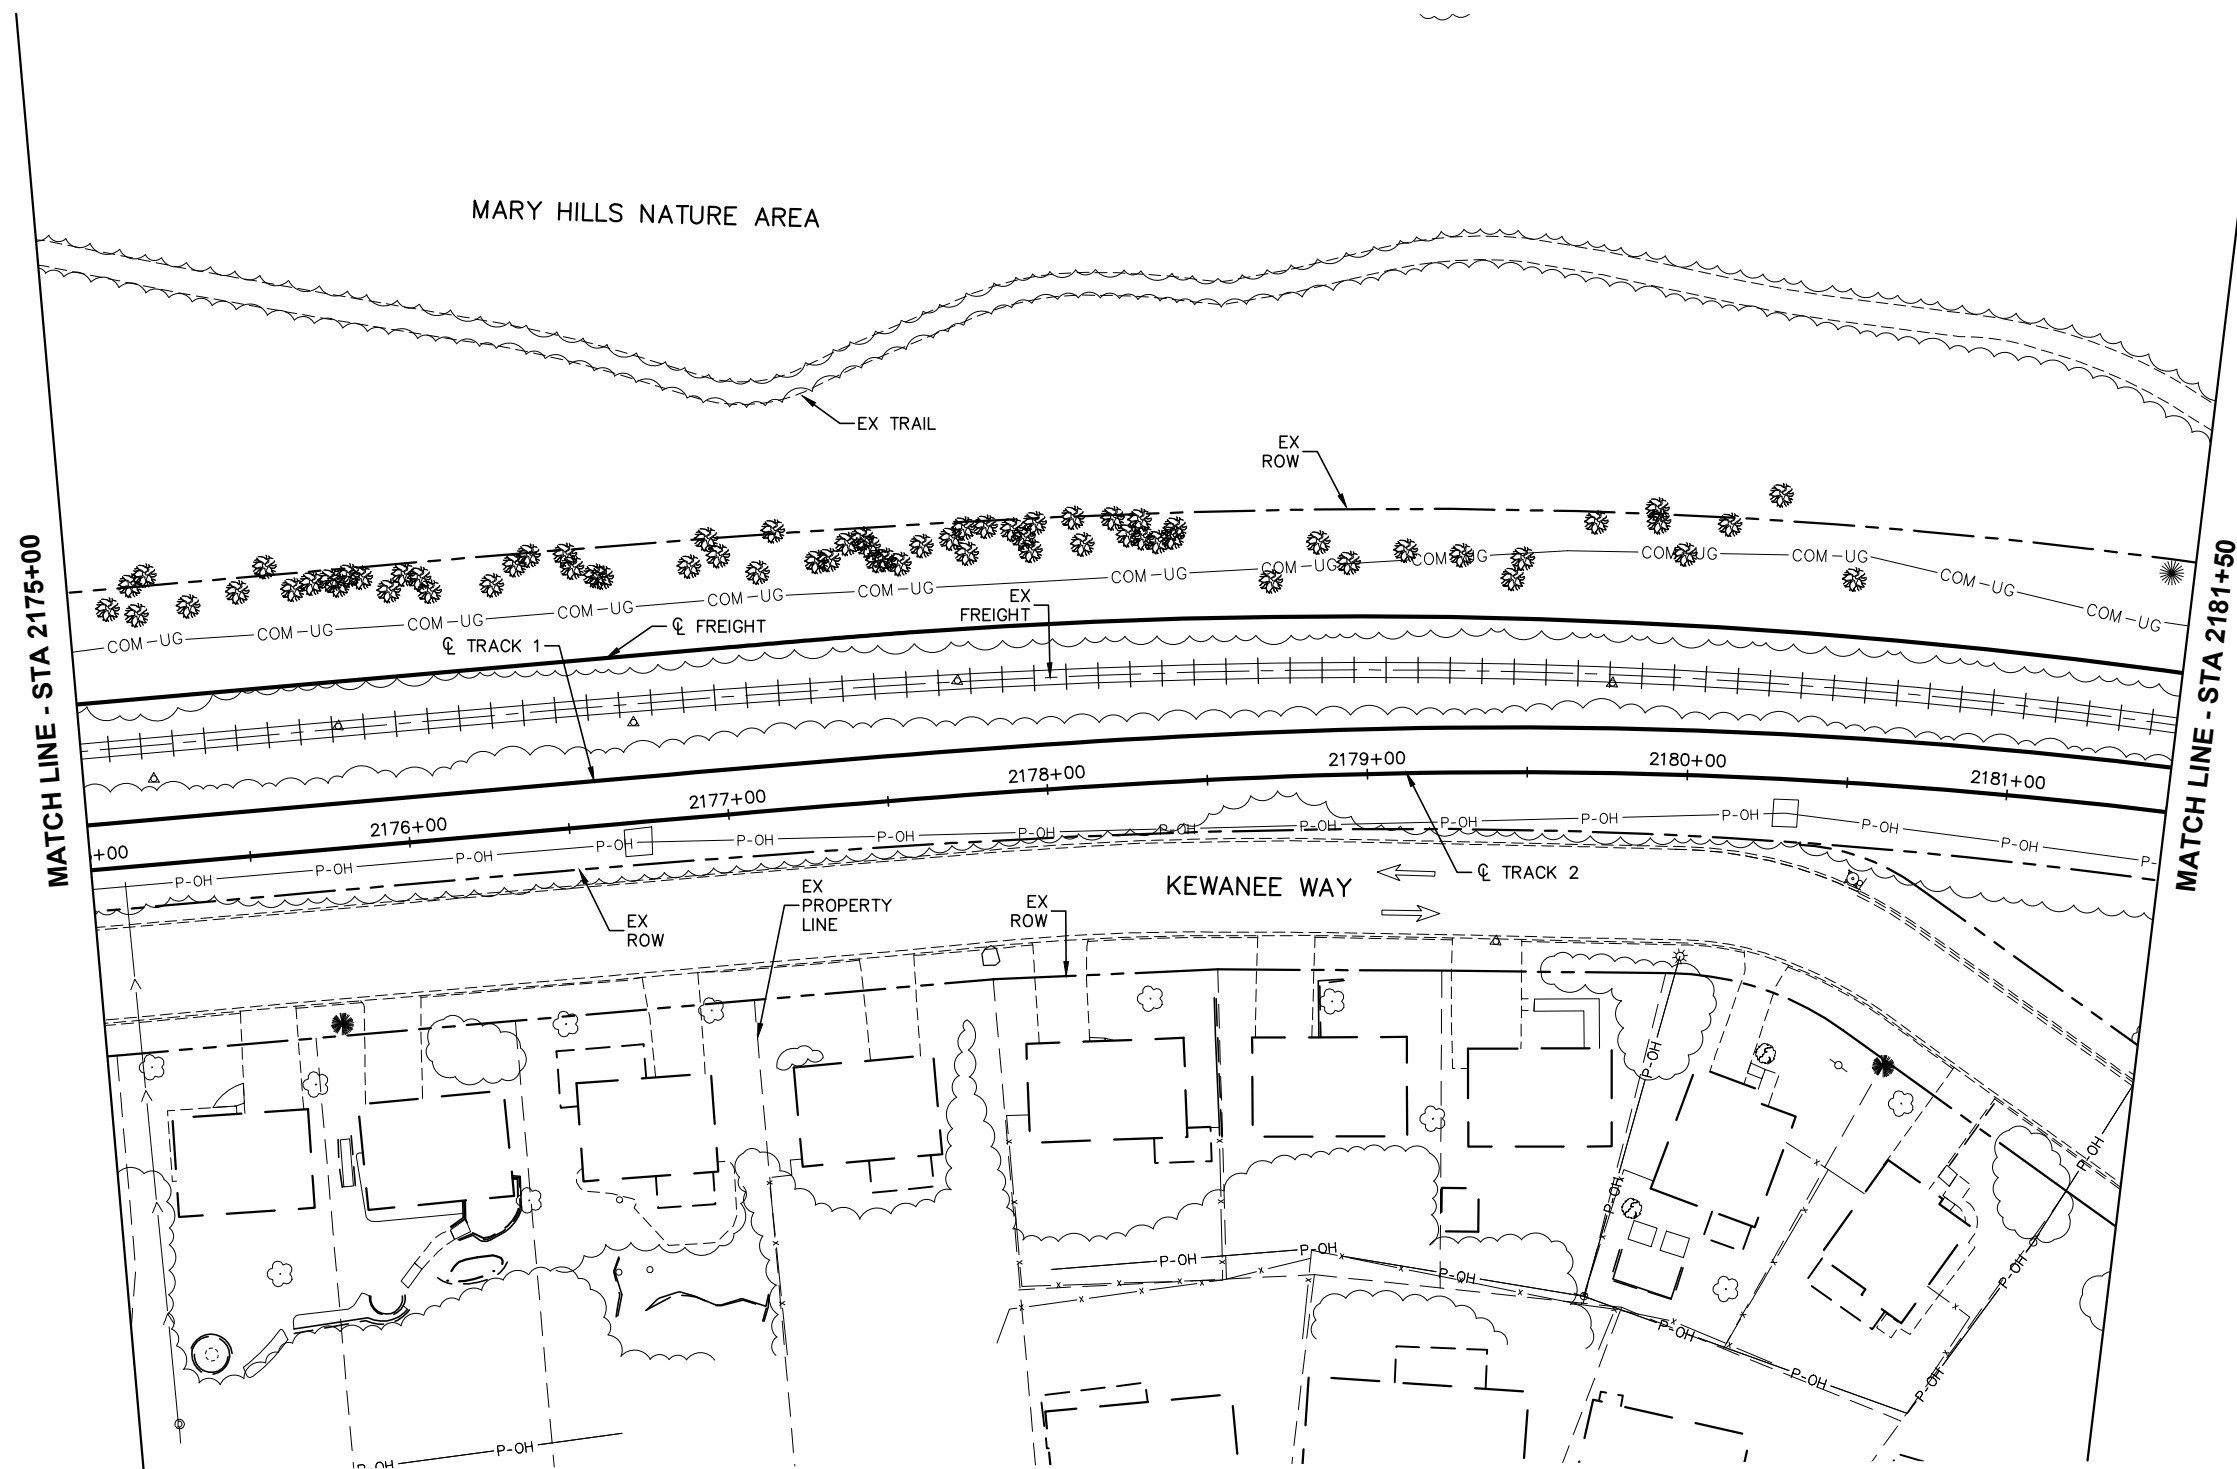 MARY HILLS NATURE AREA
EX TRAIL
EX
ROW
COM-UG
COM-UG
COM-UG
COM-UG
COM-UG
COM-UG
COM-UG
COM-UG
COM-UG
COM-UG
COM-UG
COM-UG
COM-UG
COM-UG
EX
FREIGHT
℄ FREIGHT
℄ TRACK 1
MATCH LINE - STA 2175+00
MATCH LINE - STA 2181+50
+00
2176+00
2177+00
2178+00
2179+00
2180+00
2181+00
P-OH
P-OH
P-OH
P-OH
P-OH
P-OH
P-OH
P-OH
P-OH
P-OH
P-OH
P-OH
P-OH
P-OH
P-
℄ TRACK 2
KEWANEE WAY
EX
ROW
EX
PROPERTY
LINE
EX
ROW
P-OH
P-OH
P-OH
P-OH
P-OH
P-OH
P-OH
P-OH
P-OH
P-OH
P-OH
P-OH